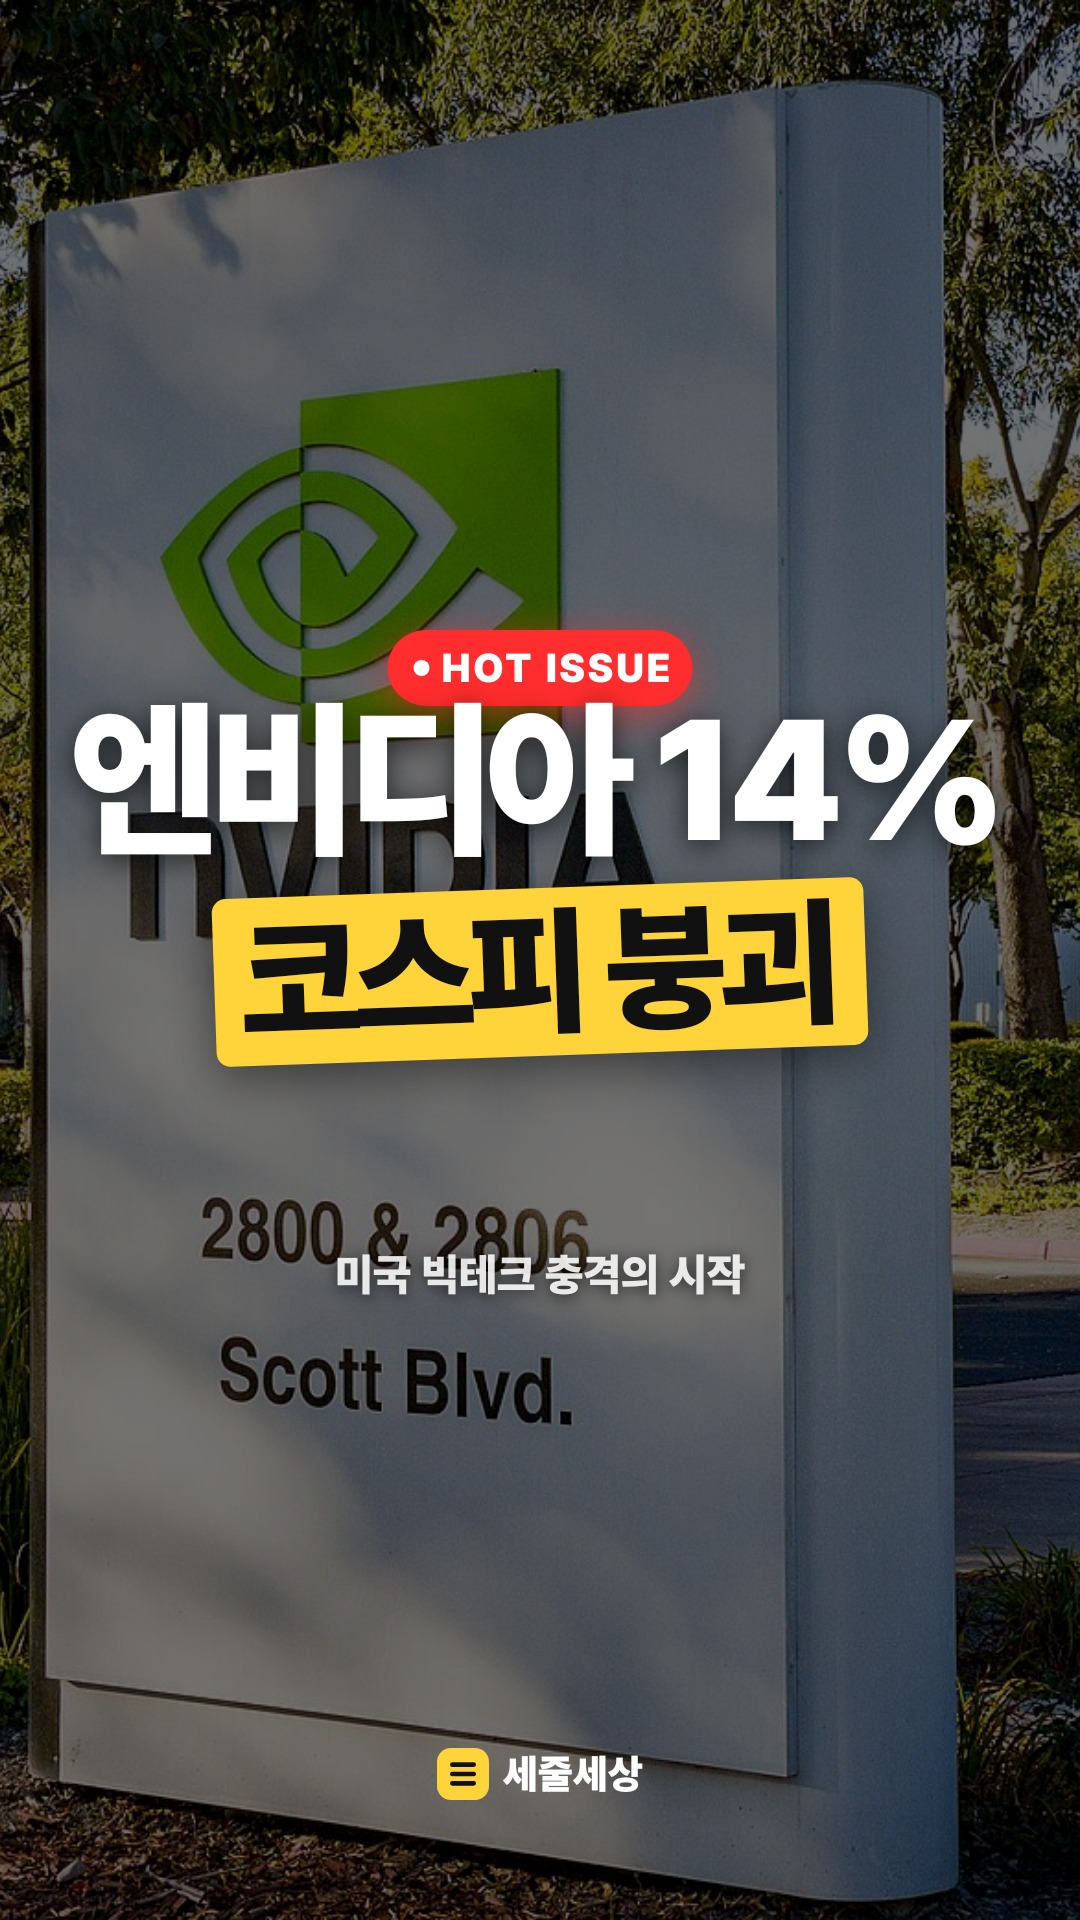 • HOT ISSUE
엔비디아 14%
nVIDIA
코스피 붕괴
2800 & 2806
미국 빅테크 충격의 시작
Scott Blvd.
세줄세상